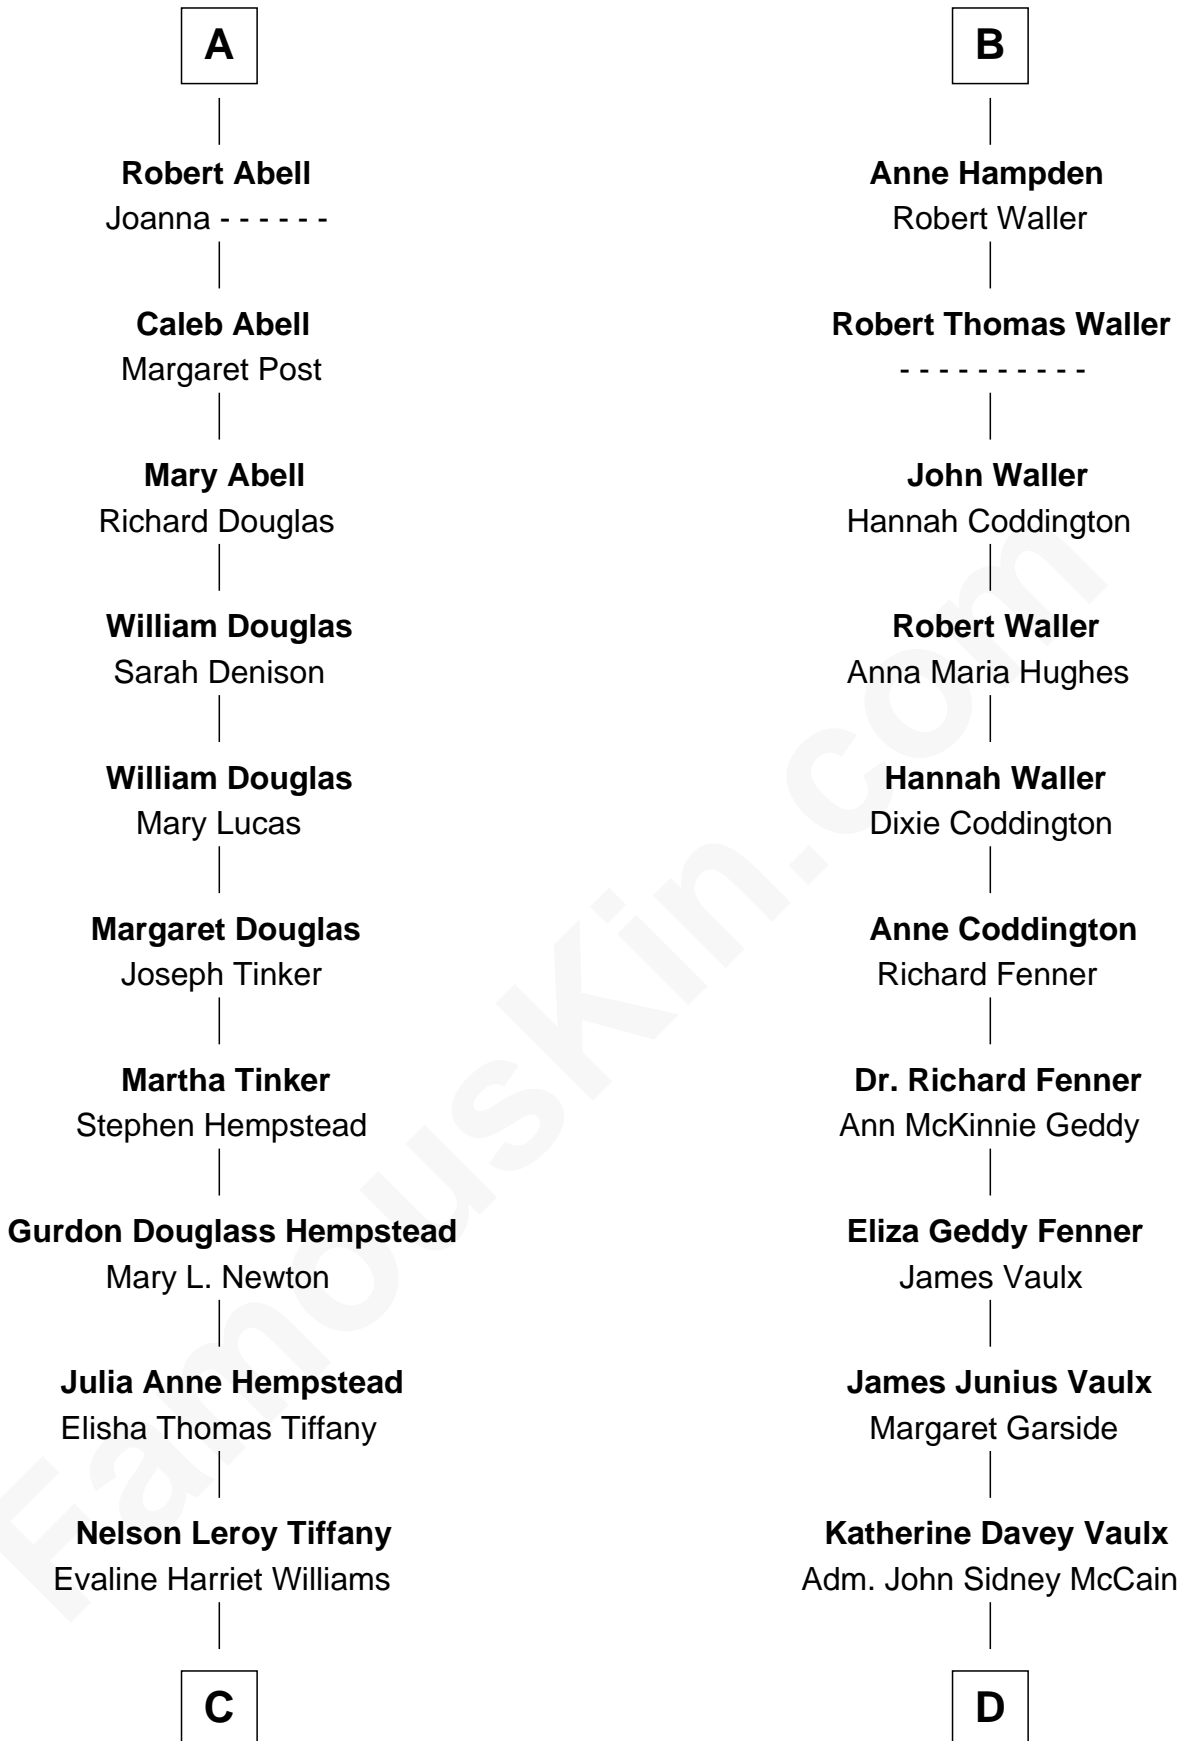 A
Robert Abell
Joanna - - - - - -
Caleb Abell
Margaret Post
Mary Abell
Richard Douglas
William Douglas
Sarah Denison
William Douglas
Mary Lucas
Margaret Douglas
Joseph Tinker
Martha Tinker
Stephen Hempstead
Gurdon Douglass Hempstead
Mary L. Newton
Julia Anne Hempstead
Elisha Thomas Tiffany
Nelson Leroy Tiffany
Evaline Harriet Williams
C
B
Anne Hampden
Robert Waller
Robert Thomas Waller
- - - - - - - - - -
John Waller
Hannah Coddington
Robert Waller
Anna Maria Hughes
Hannah Waller
Dixie Coddington
Anne Coddington
Richard Fenner
Dr. Richard Fenner
Ann McKinnie Geddy
Eliza Geddy Fenner
James Vaulx
James Junius Vaulx
Margaret Garside
Katherine Davey Vaulx
Adm. John Sidney McCain
D
FamousKin.com